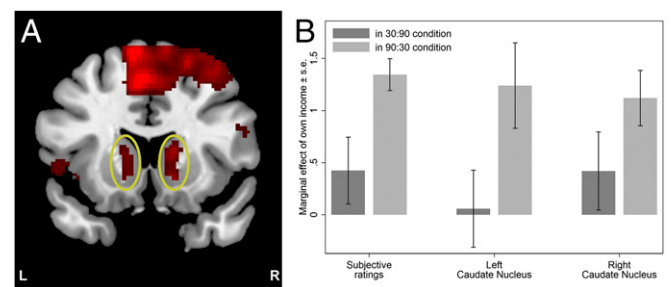 A
L
R
B
in 30:90 condition
in 90:30 condition
Marginal effect of own income ± s.e.
1.5
1
.5
0
Subjective
ratings
Left
Caudate Nucleus
Right
Caudate Nucleus